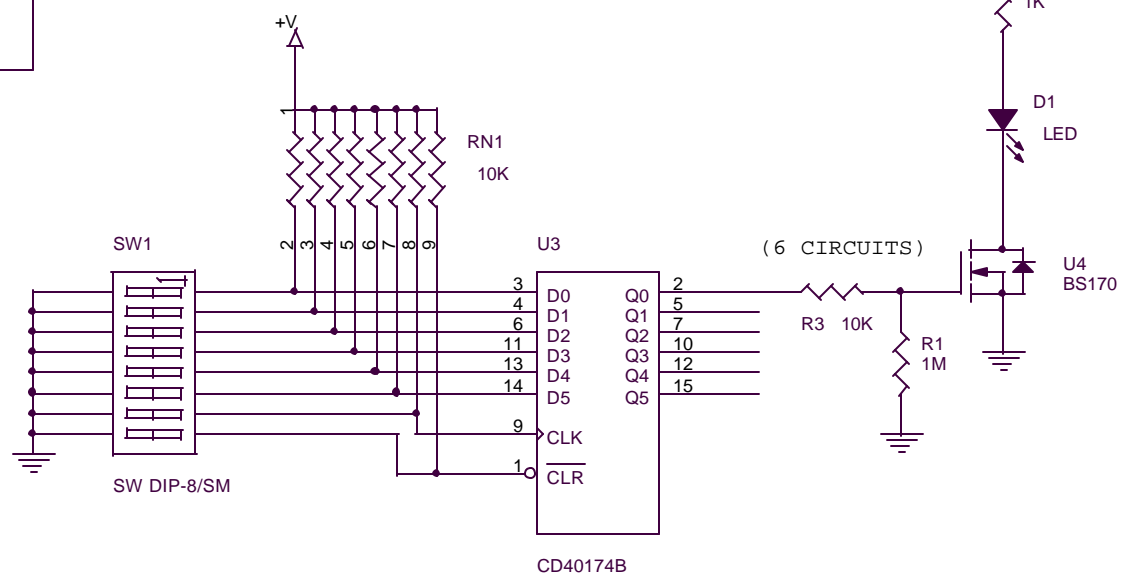 1K
+V
1
D1
LED
RN1
10K
2 3 4 5 6 7 8 9
SW1
U3
(6 CIRCUITS)
U4
BS170
3 D0 Q0 2
4 D1 Q1 5
6 D2 Q2 7
11 D3 Q3 10
13 D4 Q4 12
14 D5 Q5 15
R3 10K
R1
1M
9 CLK
1 CLR
SW DIP-8/SM
CD40174B